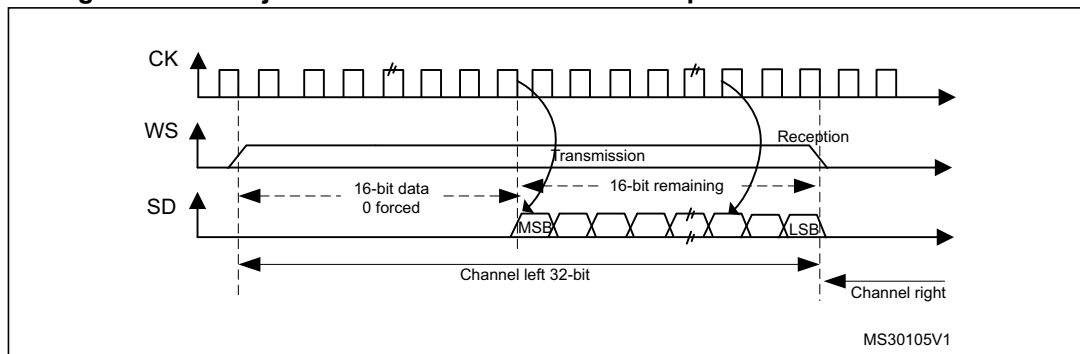 CK
WS
Reception
Transmission
16-bit data
0 forced
16-bit remaining
SD
MSB
LSB
Channel left 32-bit
Channel right
MS30105V1